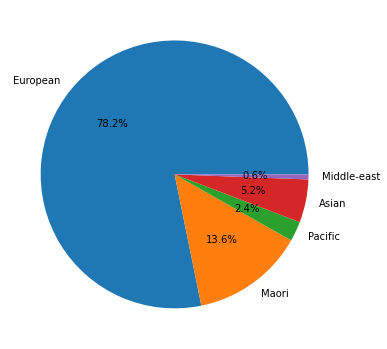 European
78.2%
Middle-east
0.6%
5.2%
Asian
2.4%
Pacific
13.6%
Maori